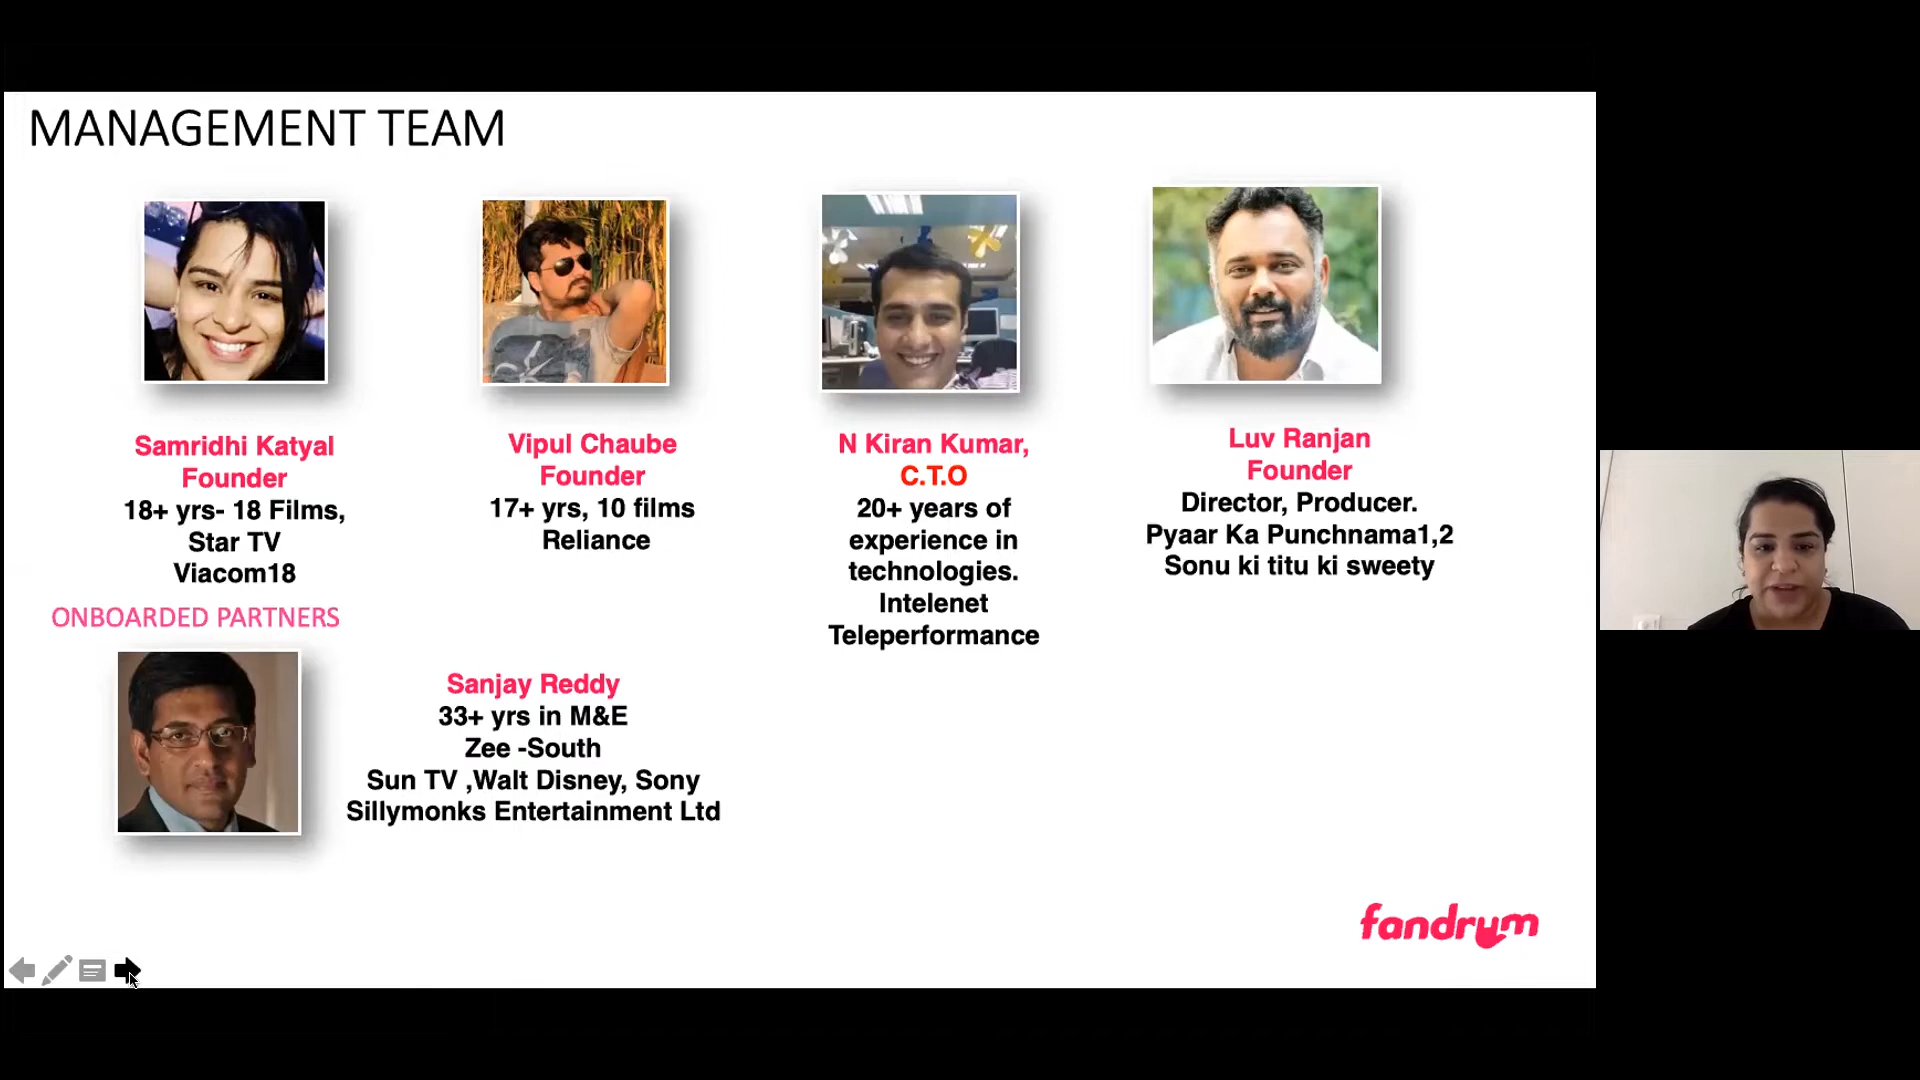 MANAGEMENT TEAM
Samridhi Katyal
Founder
18+ yrs- 18 Films,
Star TV
Viacom18
Vipul Chaube
Founder
17+ yrs, 10 films
Reliance
N Kiran Kumar,
C.T.O
20+ years of
experience in
technologies.
Intelenet
Teleperformance
Luv Ranjan
Founder
Director, Producer.
Pyaar Ka Punchnama1,2
Sonu ki titu ki sweety
ONBOARDED PARTNERS
Sanjay Reddy
33+ yrs in M&E
Zee -South
Sun TV ,Walt Disney, Sony
Sillymonks Entertainment Ltd
fandrum